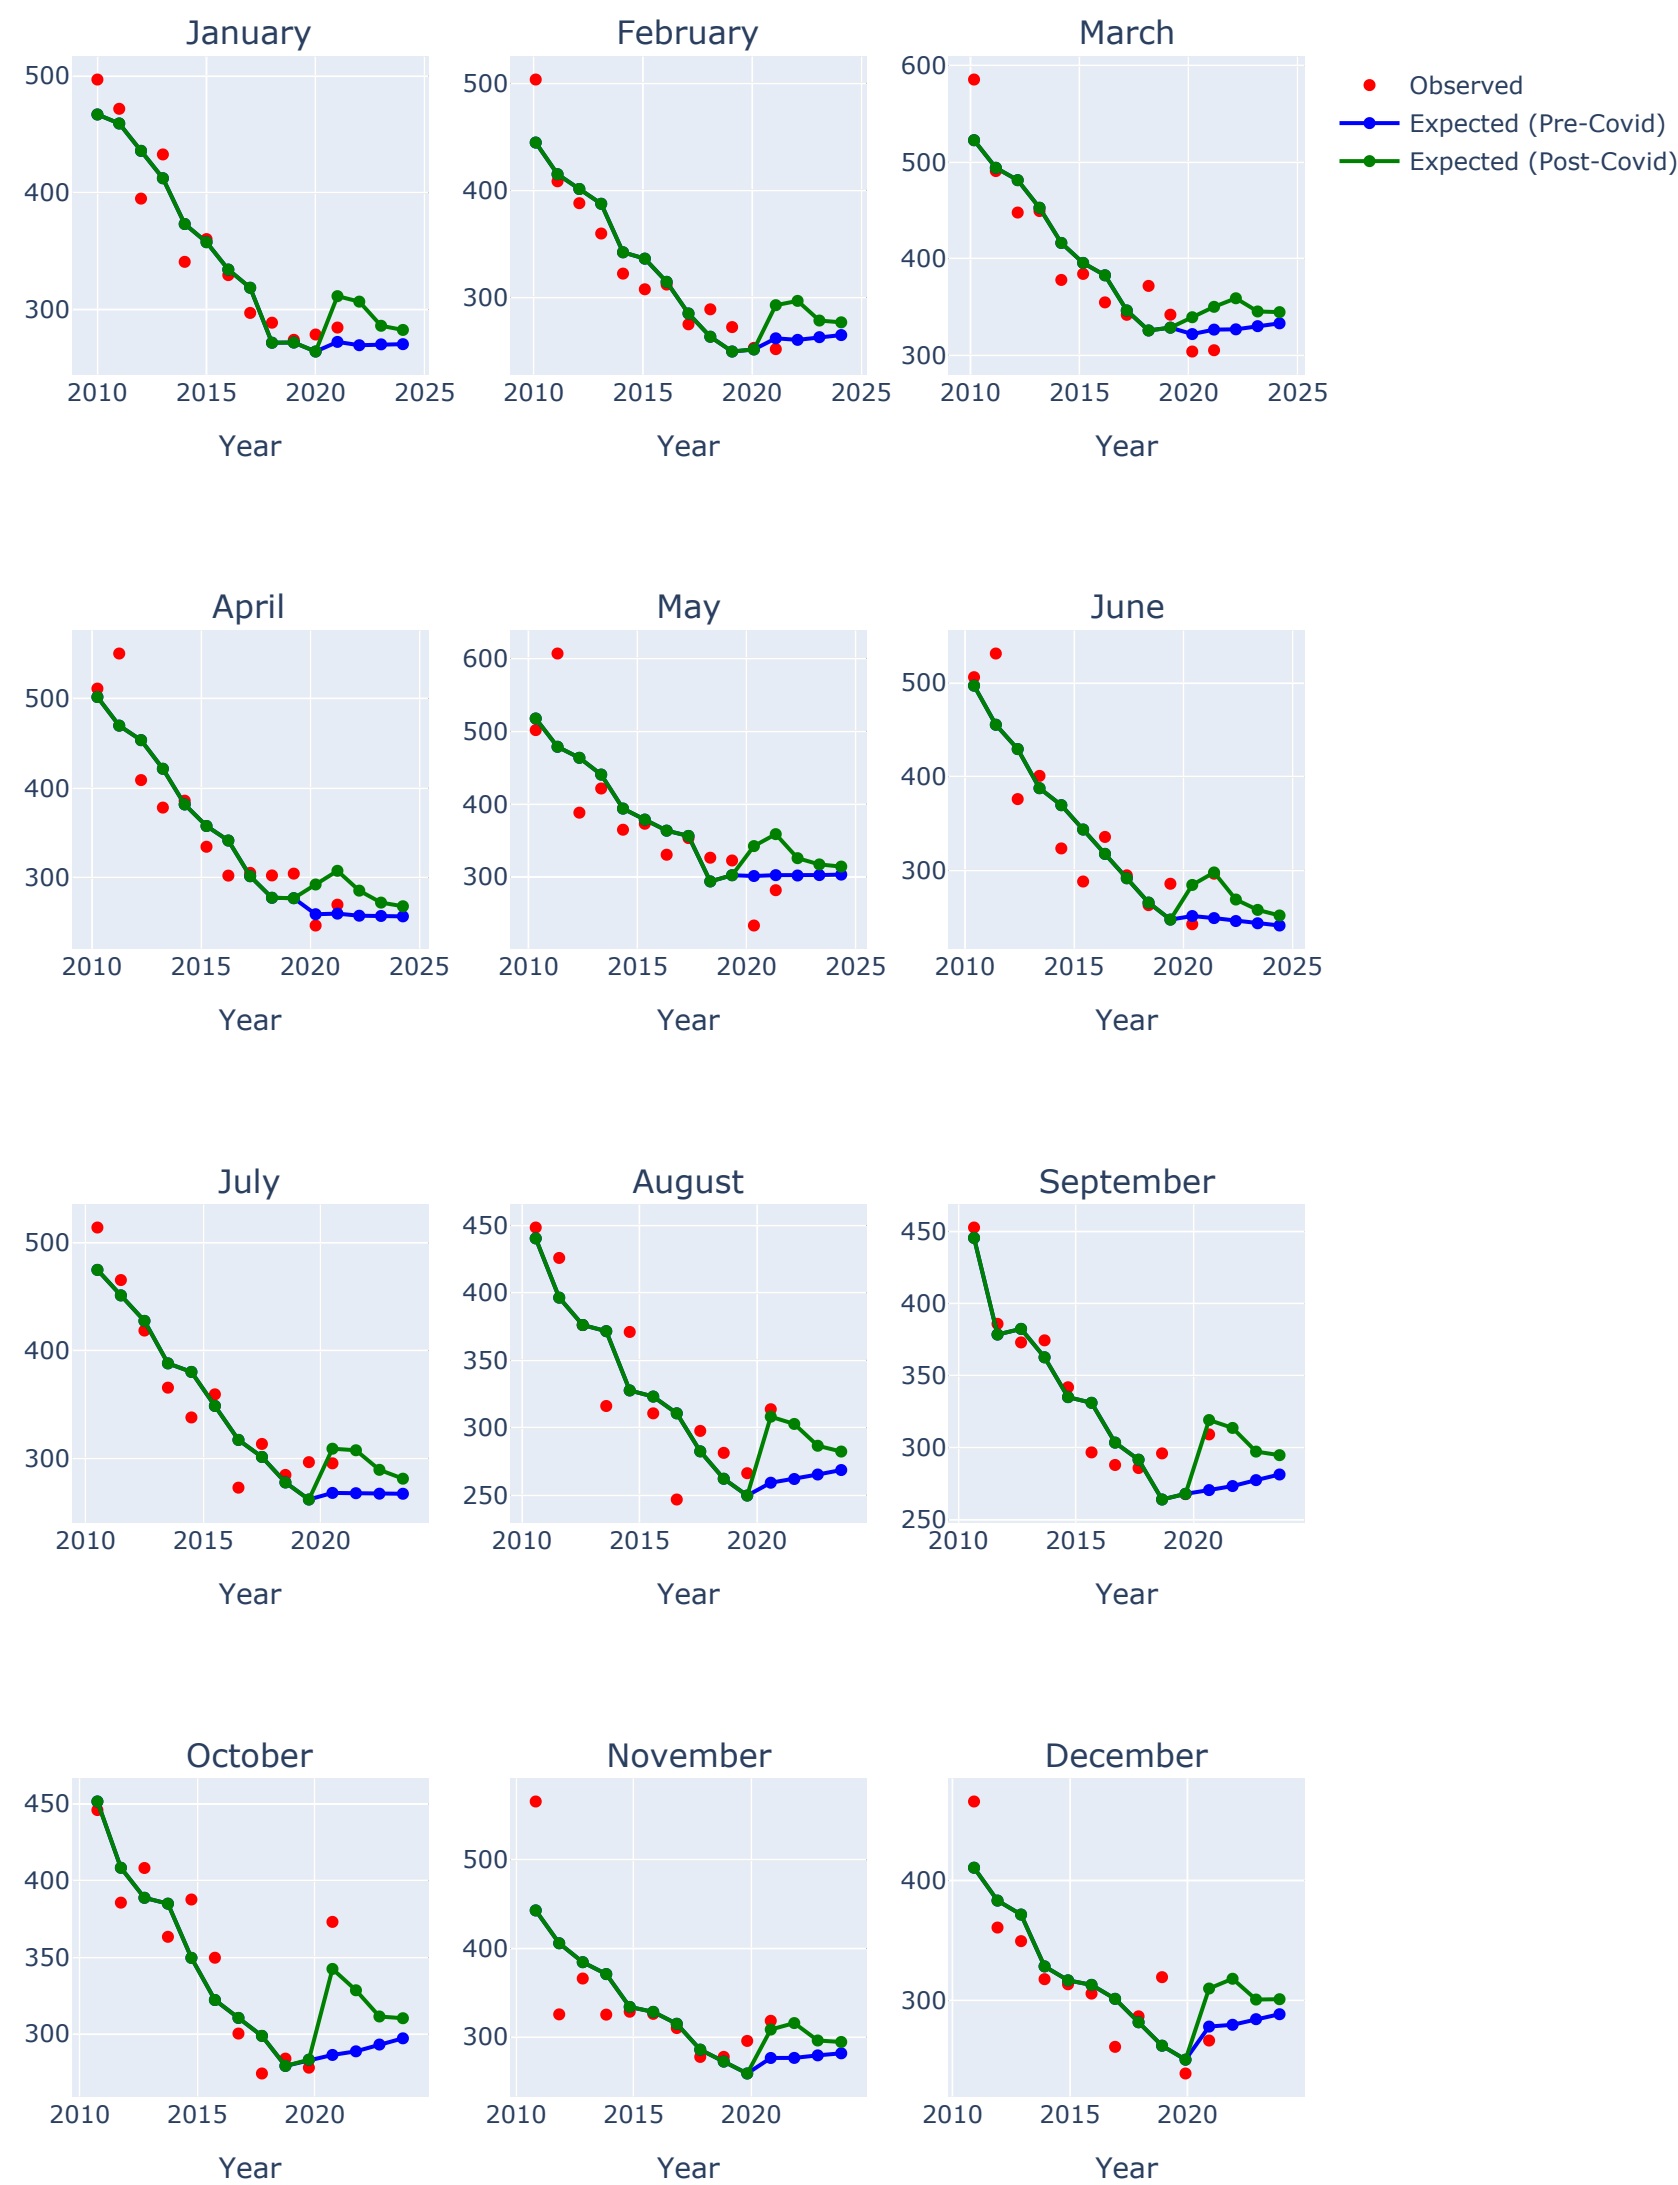 January February March
500
400
300
2010 2015 2020 2025
Year
500
400
300
2010 2015 2020 2025
Year
600
500
400
300
2010 2015 2020 2025
Year
Observed
Expected (Pre-Covid)
Expected (Post-Covid)
April May June
500
400
300
2010 2015 2020 2025
Year
600
500
400
300
2010 2015 2020 2025
Year
500
400
300
2010 2015 2020 2025
Year
July August September
500
400
300
2010 2015 2020
Year
450
400
350
300
250
2010 2015 2020
Year
450
400
350
300
250
2010 2015 2020
Year
October November December
450
400
350
300
2010 2015 2020
Year
500
400
300
2010 2015 2020
Year
400
300
2010 2015 2020
Year